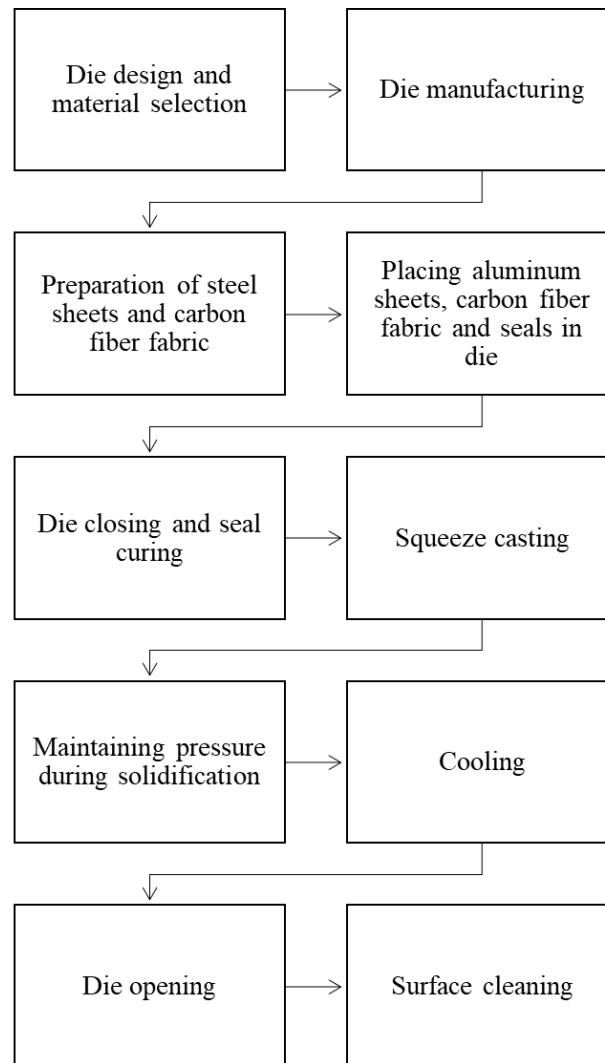 Die design and
material selection
Die manufacturing
Preparation of steel
sheets and carbon
fiber fabric
Placing aluminum
sheets, carbon fiber
fabric and seals in
die
Die closing and seal
curing
Squeeze casting
Maintaining pressure
during solidification
Cooling
Die opening
Surface cleaning